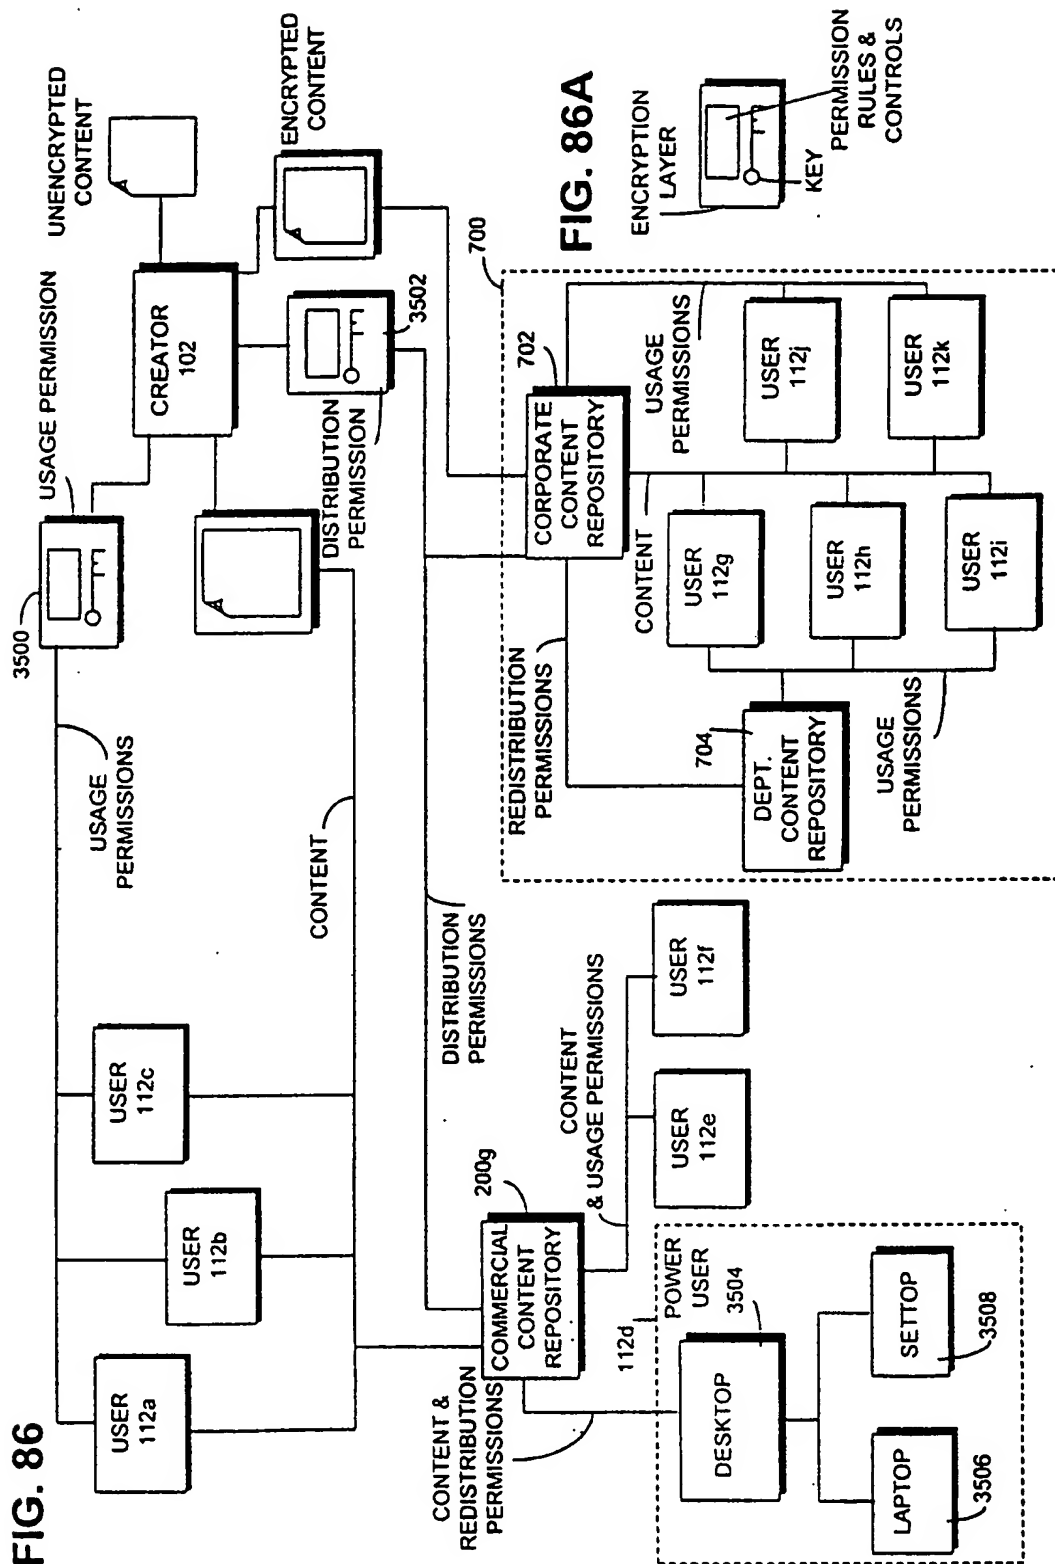 FIG. 86
UNENCRYPTED
CONTENT
USAGE PERMISSION
3500
CREATOR
102
ENCRYPTED
CONTENT
3502
DISTRIBUTION
PERMISSION
USAGE
PERMISSIONS
CONTENT
USER
112a
USER
112b
USER
112c
DISTRIBUTION
PERMISSIONS
COMMERCIAL
CONTENT
REPOSITORY
200g
CONTENT &
REDISTRIBUTION
PERMISSIONS
CONTENT
& USAGE PERMISSIONS
USER
112e
USER
112f
112d
POWER
USER
3504
DESKTOP
LAPTOP
3506
SETTOP
3508
700
CORPORATE
CONTENT
REPOSITORY
702
REDISTRIBUTION
PERMISSIONS
704
DEPT.
CONTENT
REPOSITORY
CONTENT
USAGE
PERMISSIONS
USER
112g
USER
112h
USER
112i
USER
112j
USER
112k
USAGE
PERMISSIONS
FIG. 86A
ENCRYPTION
LAYER
KEY
PERMISSION
RULES &
CONTROLS